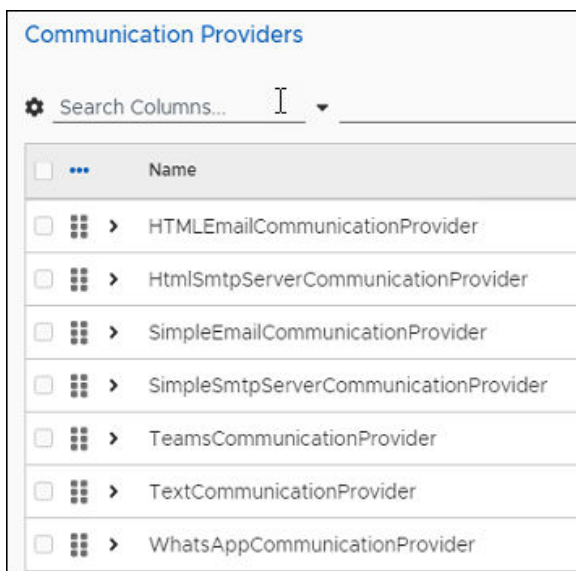 Communication Providers
Search Columns...
Name
HTMLEmailCommunicationProvider
HtmlSmtpServerCommunicationProvider
SimpleEmailCommunicationProvider
SimpleSmtpServerCommunicationProvider
TeamsCommunicationProvider
TextCommunicationProvider
WhatsAppCommunicationProvider